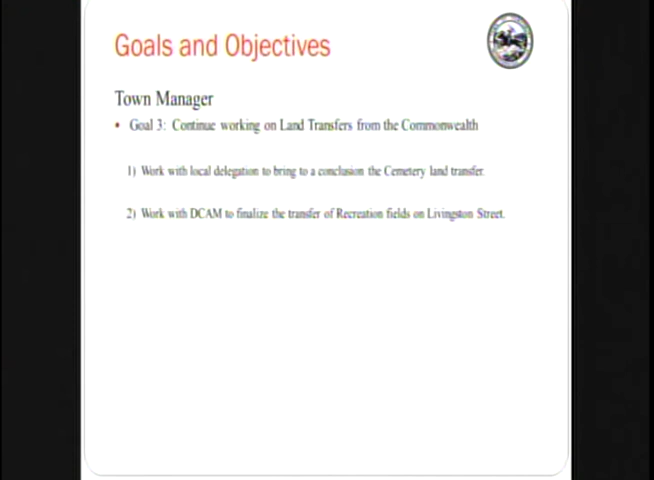 Goals and Objectives
Town Manager
• Goal 3: Continue working on Land Transfers from the Commonwealth
1) Work with local delegation to bring to a conclusion the Cemetery land transfer.
2) Work with DCAM to finalize the transfer of Recreation fields on Livingston Street.